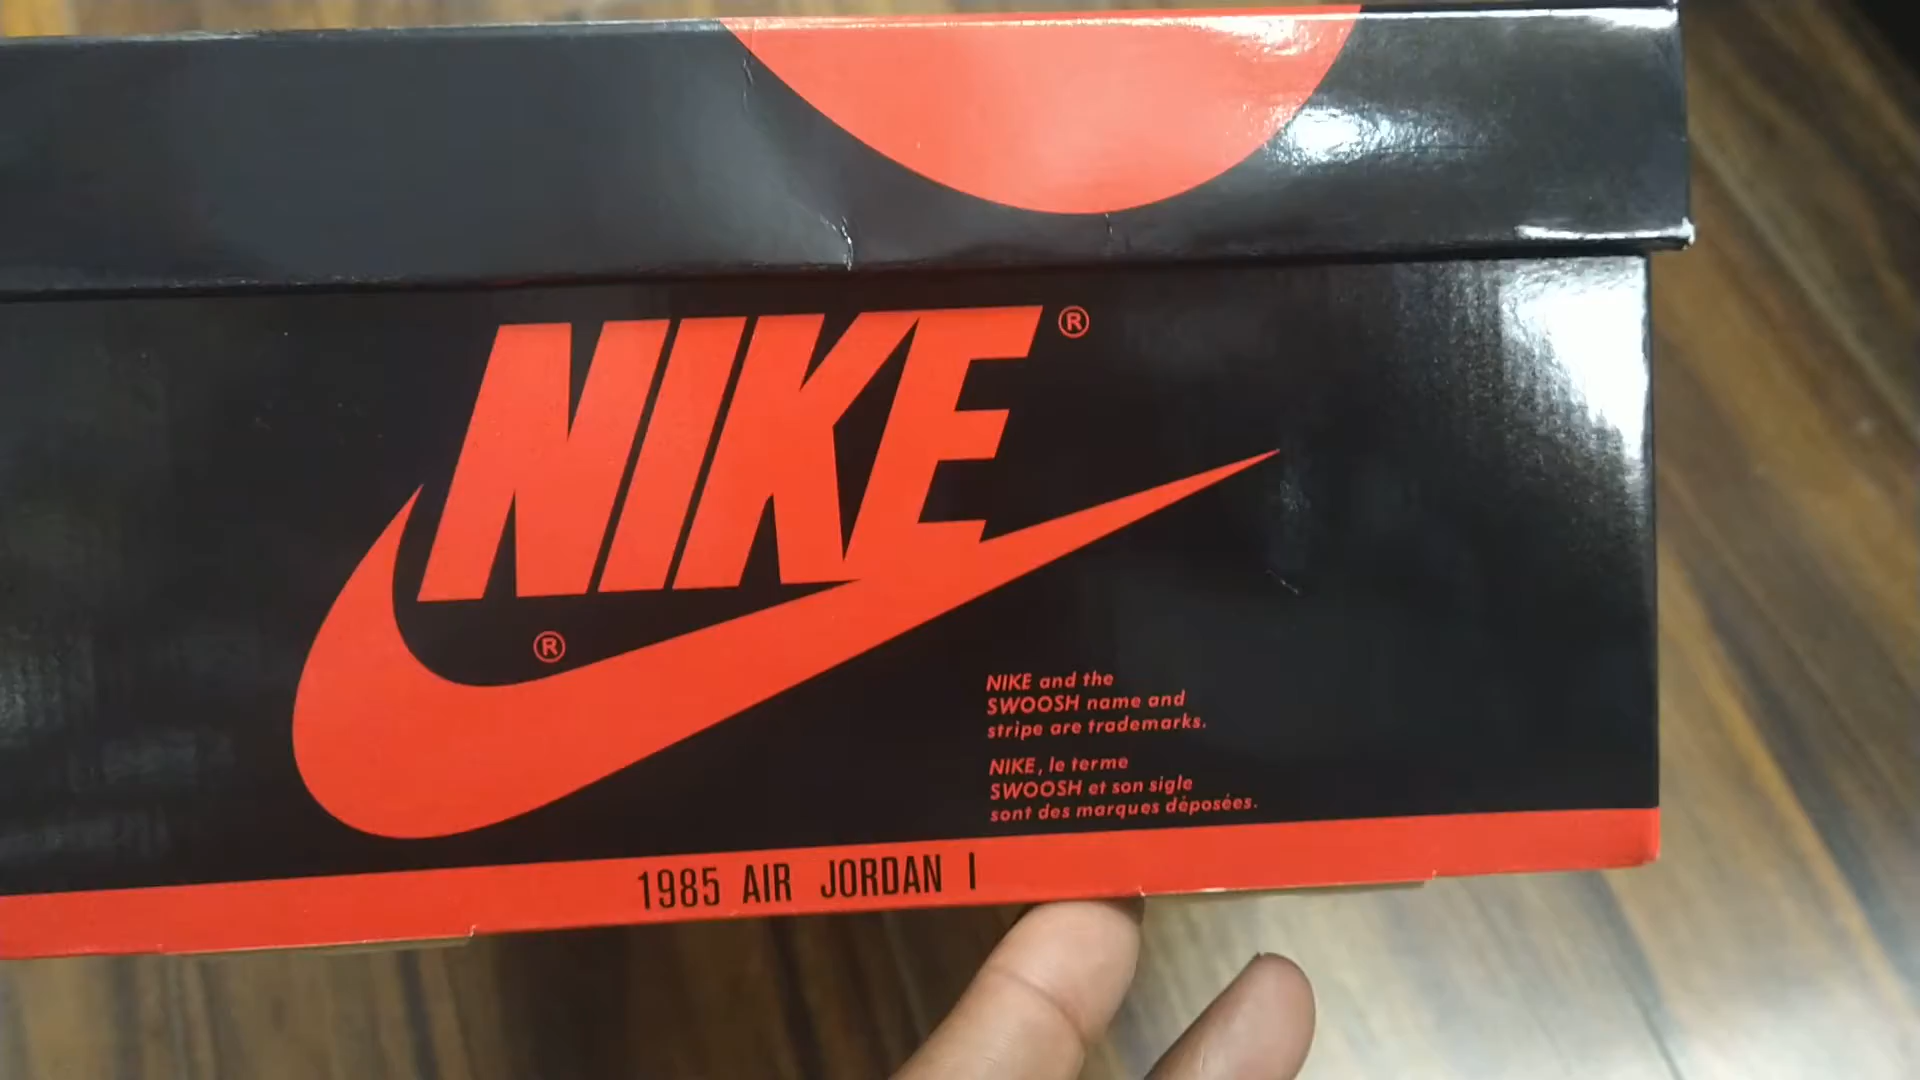 NIKE ®
®
NIKE and the
SWOOSH name and
stripe are trademarks.
NIKE, le terme
SWOOSH et son sigle
sont des marques déposées.
1985 AIR JORDAN I